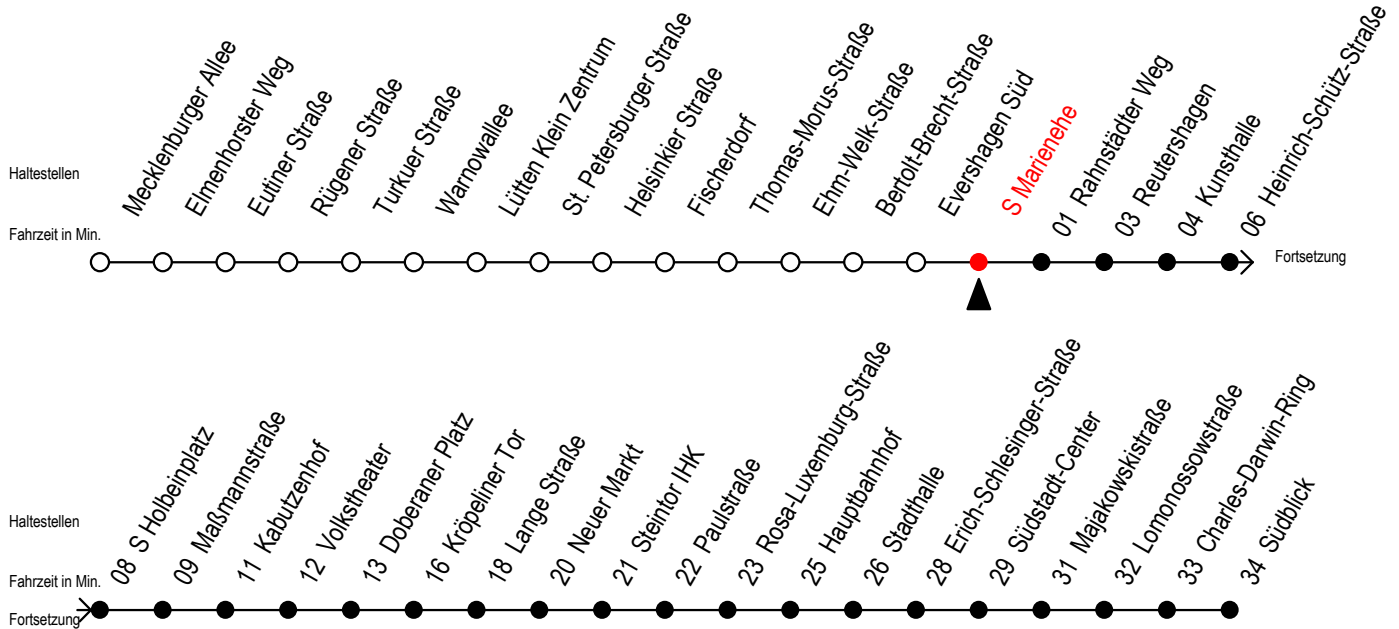 Haltestellen
Mecklenburger Allee
Elmenhorster Weg
Eutiner Straße
Rügener Straße
Turkuer Straße
Warnowallee
Lütten Klein Zentrum
St. Petersburger Straße
Helsinkier Straße
Fischerdorf
Thomas-Morus-Straße
Ehm-Welk-Straße
Bertolt-Brecht-Straße
Evershagen Süd
S Marienehe
01 Rahnstädter Weg
03 Reutershagen
04 Kunsthalle
06 Heinrich-Schütz-Straße
Fahrzeit in Min.
Fortsetzung
Haltestellen
08 S Holbeinplatz
09 Maßmannstraße
11 Kabutzenhof
12 Volkstheater
13 Doberaner Platz
16 Kröpeliner Tor
18 Lange Straße
20 Neuer Markt
21 Steintor IHK
22 Paulstraße
23 Rosa-Luxemburg-Straße
25 Hauptbahnhof
26 Stadthalle
28 Erich-Schlesinger-Straße
29 Südstadt-Center
31 Majakowskistraße
32 Lomonossowstraße
33 Charles-Darwin-Ring
34 Südblick
Fahrzeit in Min.
Fortsetzung